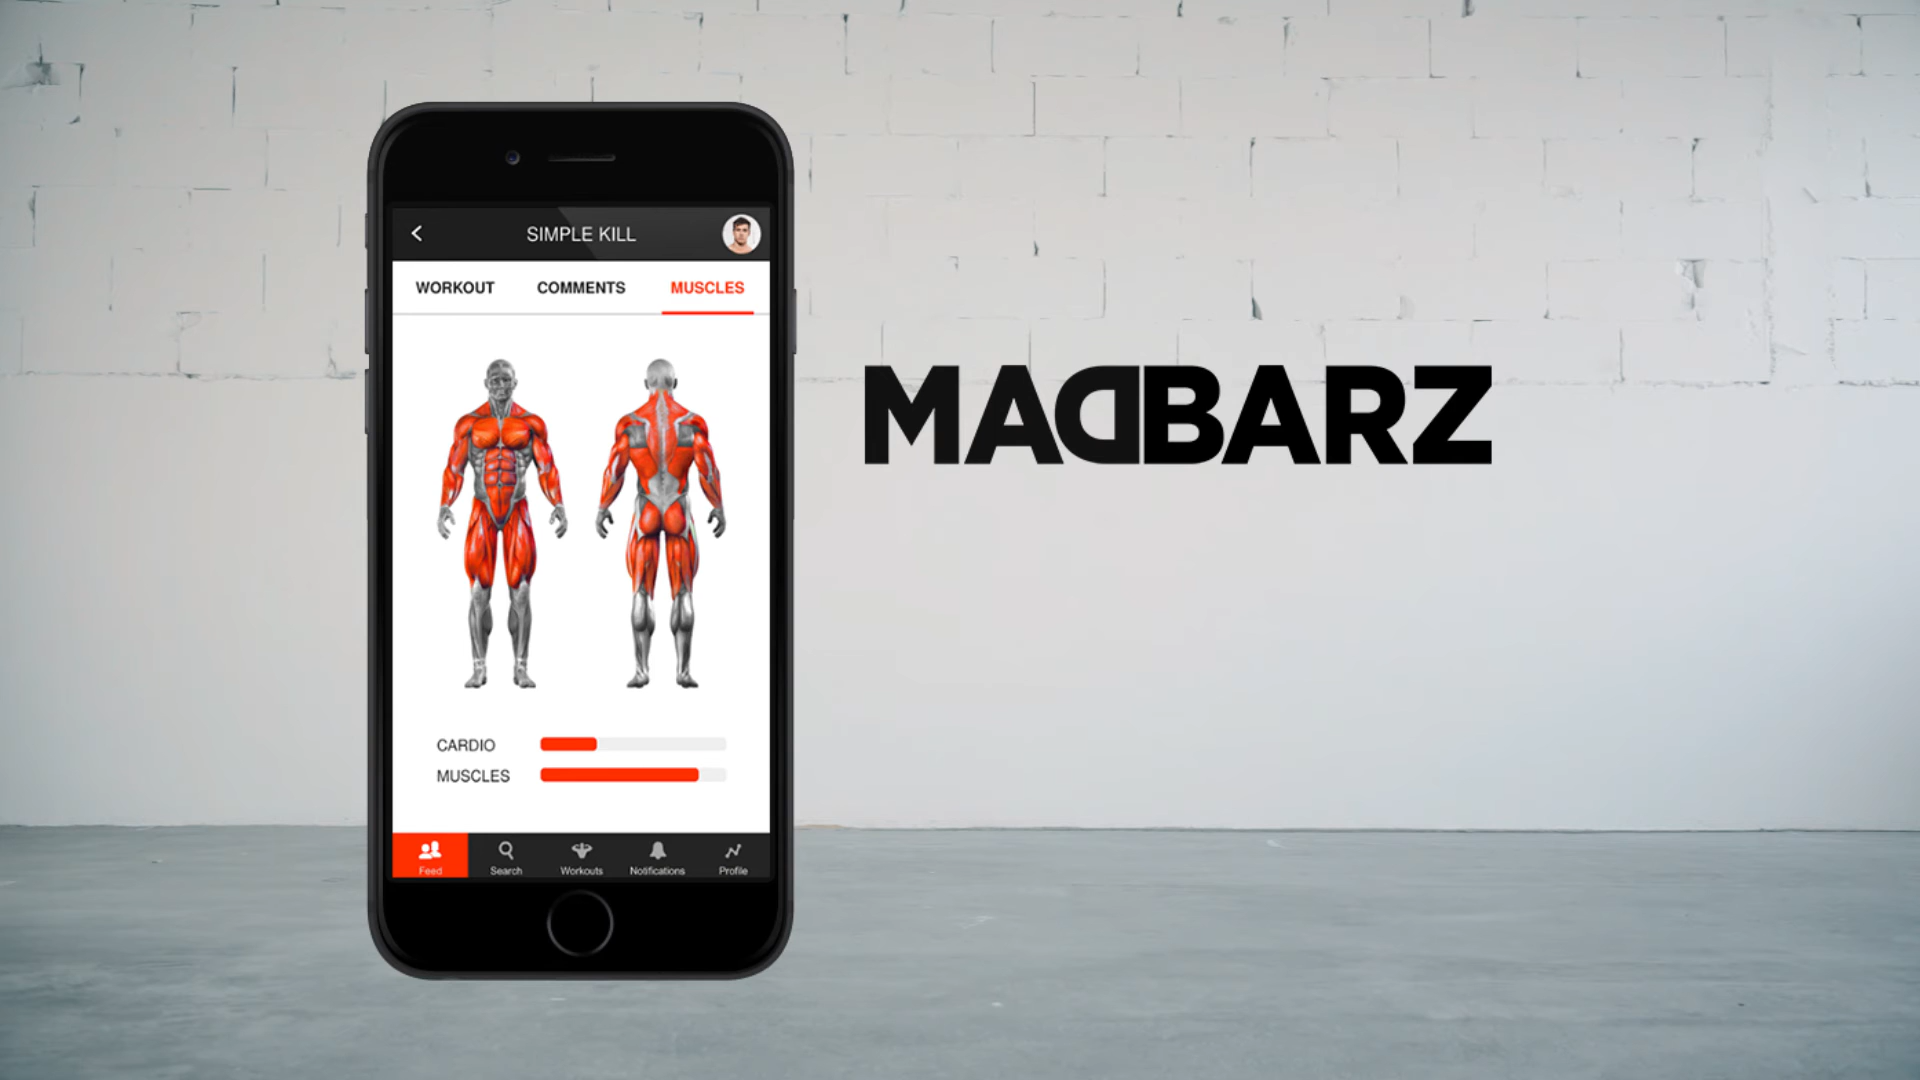 SIMPLE KILL
WORKOUT COMMENTS MUSCLES
CARDIO
MUSCLES
Feed Search Workouts Notifications Profile
MADBARZ